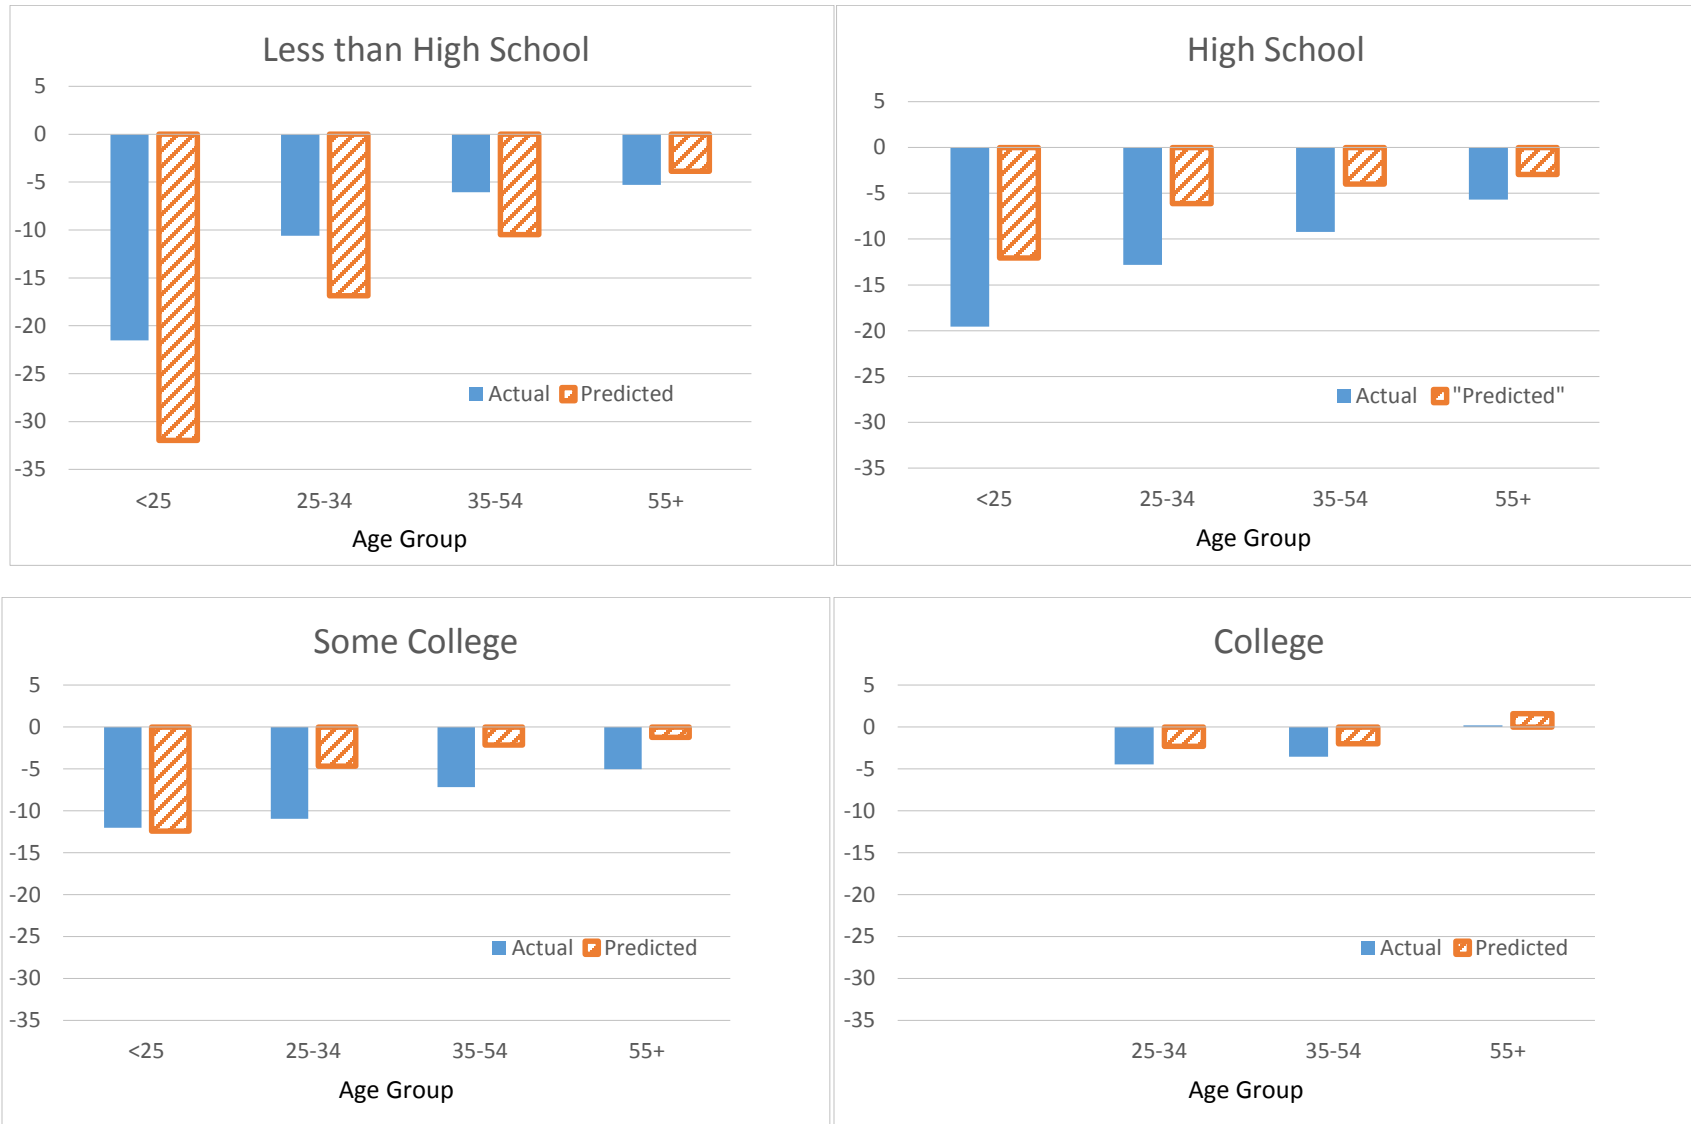 Less than High School
5
0
-5
-10
-15
-20
-25
-30
-35
Actual Predicted
<25 25-34 35-54 55+
Age Group
High School
5
0
-5
-10
-15
-20
-25
-30
-35
Actual "Predicted"
<25 25-34 35-54 55+
Age Group
Some College
5
0
-5
-10
-15
-20
-25
-30
-35
Actual Predicted
<25 25-34 35-54 55+
Age Group
College
5
0
-5
-10
-15
-20
-25
-30
-35
Actual Predicted
25-34 35-54 55+
Age Group